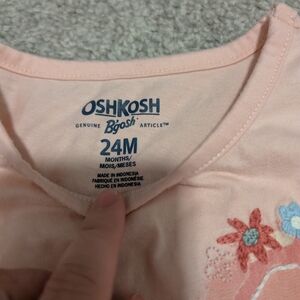 OSHKOSH
GENUINE B'gosh ARTICLE™
24M
MONTHS/
MOIS/MESES
MADE IN INDONESIA
FABRIQUÉ EN INDONÉSIE
HECHO EN INDONESIA